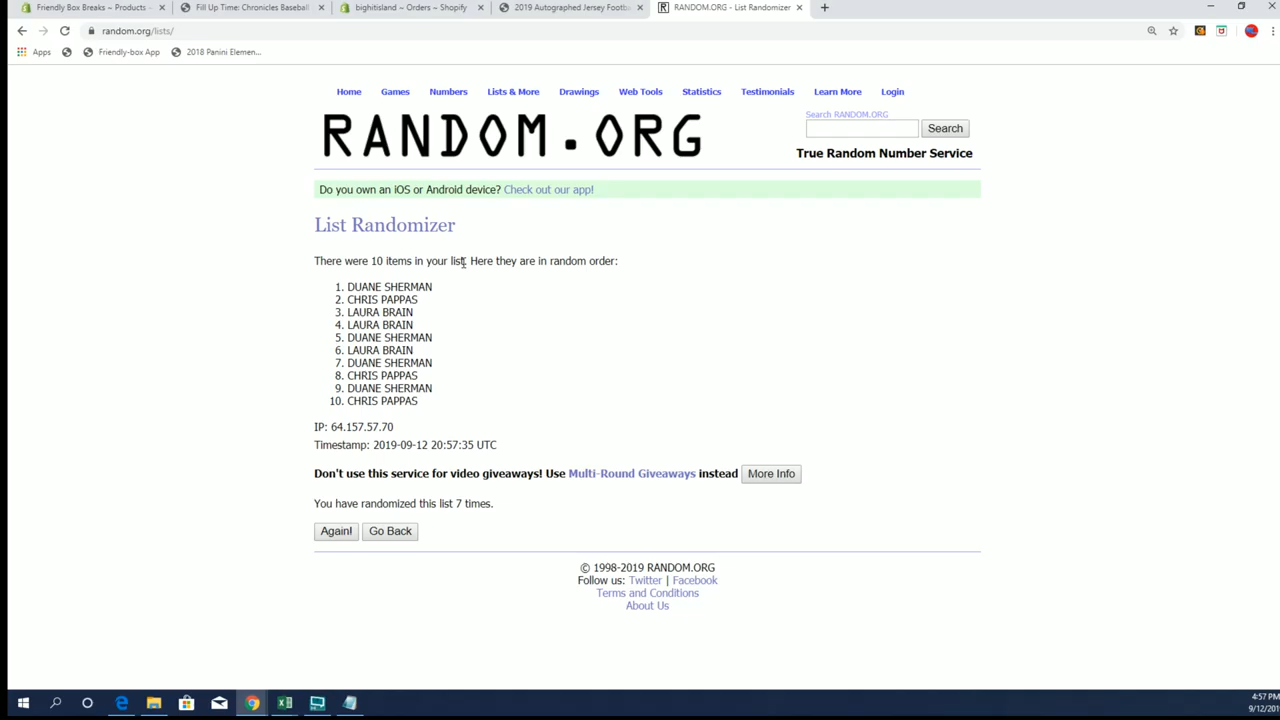 Friendly Box Breaks ~ Products ~
Fill Up Time: Chronicles Baseball
bighitisland ~ Orders ~ Shopify
2019 Autographed Jersey Footb
RANDOM.ORG - List Randomizer
random.org/lists/
Apps
Friendly-box App
2018 Panini Elemen...
Home Games Numbers Lists & More Drawings Web Tools Statistics Testimonials Learn More Login
RANDOM.ORG
Search RANDOM.ORG
Search
True Random Number Service
Do you own an iOS or Android device? Check out our app!
List Randomizer
There were 10 items in your list. Here they are in random order:
1. DUANE SHERMAN
2. CHRIS PAPPAS
3. LAURA BRAIN
4. LAURA BRAIN
5. DUANE SHERMAN
6. LAURA BRAIN
7. DUANE SHERMAN
8. CHRIS PAPPAS
9. DUANE SHERMAN
10. CHRIS PAPPAS
IP: 64.157.57.70
Timestamp: 2019-09-12 20:57:35 UTC
Don't use this service for video giveaways! Use Multi-Round Giveaways instead More Info
You have randomized this list 7 times.
Again! Go Back
© 1998-2019 RANDOM.ORG
Follow us: Twitter | Facebook
Terms and Conditions
About Us
4:57 PM
9/12/201